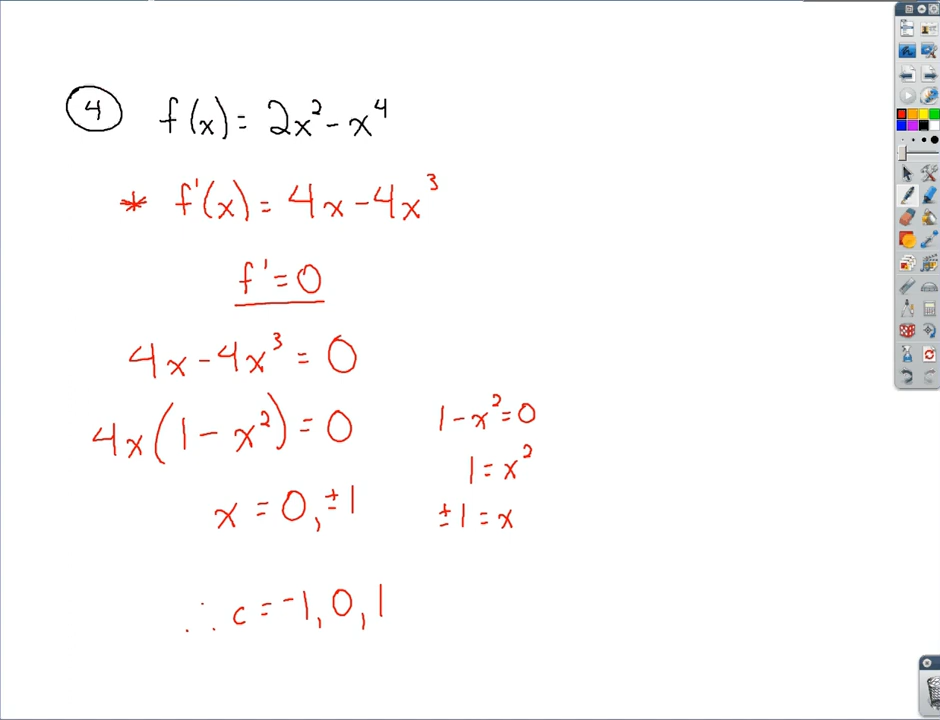 4 f(x) = 2x² - x⁴
* f'(x) = 4x - 4x³
f' = 0
4x - 4x³ = 0
4x(1 - x²) = 0
x = 0, ±1
1 - x² = 0
1 = x²
±1 = x
∴ c = -1, 0, 1